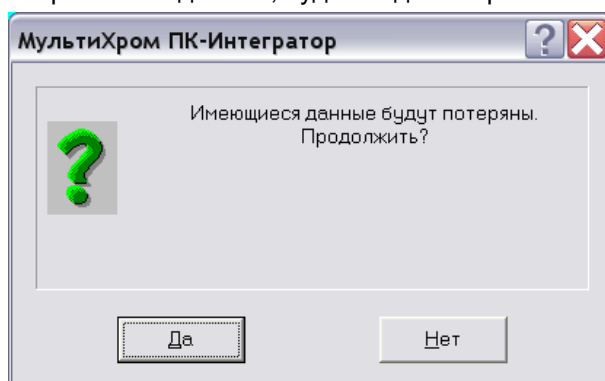 МультиХром ПК-Интегратор
Имеющиеся данные будут потеряны.
Продолжить?
Да
Нет